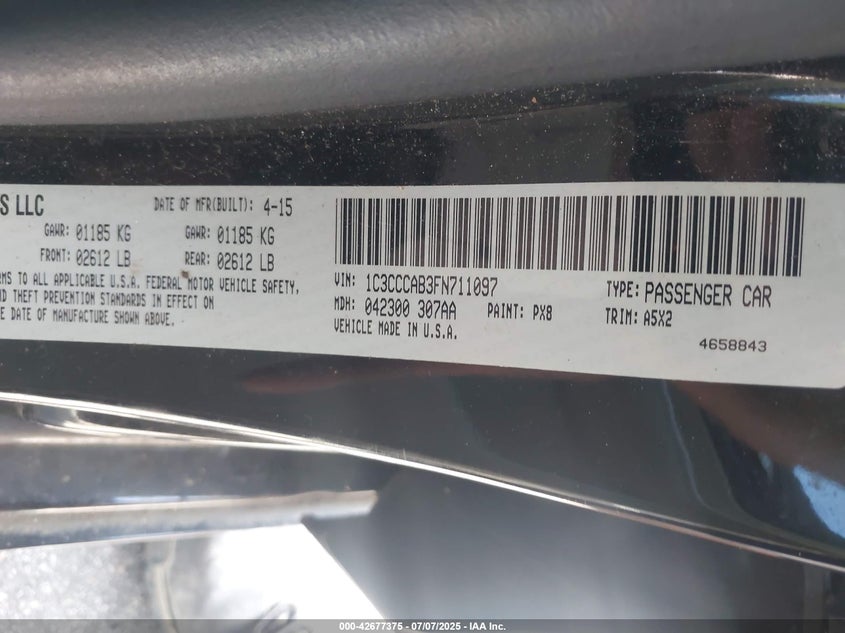 S LLC
DATE OF MFR(BUILT): 4-15
GAWR: 01185 KG GAWR: 01185 KG
FRONT: 02612 LB REAR: 02612 LB
RMS TO ALL APPLICABLE U.S.A. FEDERAL MOTOR VEHICLE SAFETY,
ND THEFT PREVENTION STANDARDS IN EFFECT ON
E DATE OF MANUFACTURE SHOWN ABOVE.
VIN: 1C3CCCAB3FN711097 TYPE: PASSENGER CAR
MDH: 042300 307AA PAINT: PX8 TRIM: A5X2
VEHICLE MADE IN U.S.A.
4658843
000-42677375 | 07/07/2025 - IAA Inc.